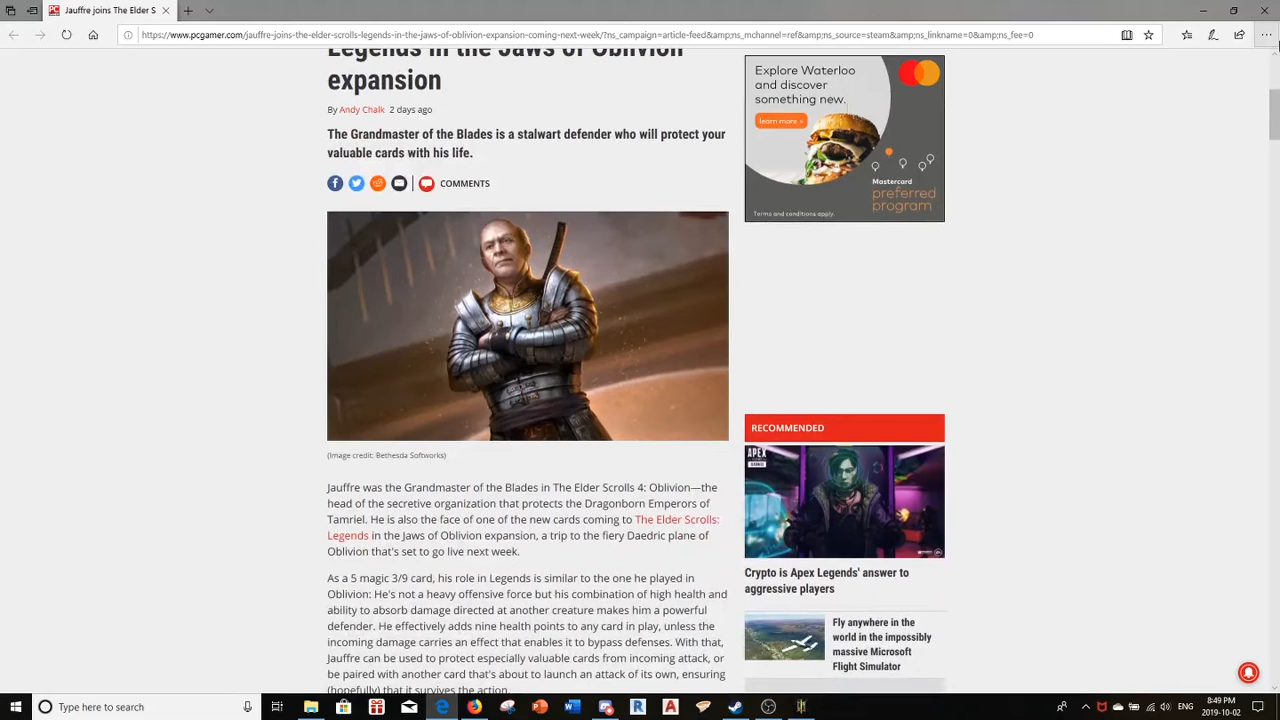 Jauffre joins The Elder S
https://www.pcgamer.com/jauffre-joins-the-elder-scrolls-legends-in-the-jaws-of-oblivion-expansion-coming-next-week/?ns_campaign=article-feed&amp;ns_mchannel=ref&amp;ns_source=steam&amp;ns_linkname=0&amp;ns_fee=0
Legends in the Jaws of Oblivion
expansion
By Andy Chalk 2 days ago
The Grandmaster of the Blades is a stalwart defender who will protect your
valuable cards with his life.
COMMENTS
(Image credit: Bethesda Softworks)
Jauffre was the Grandmaster of the Blades in The Elder Scrolls 4: Oblivion—the
head of the secretive organization that protects the Dragonborn Emperors of
Tamriel. He is also the face of one of the new cards coming to The Elder Scrolls:
Legends in the Jaws of Oblivion expansion, a trip to the fiery Daedric plane of
Oblivion that's set to go live next week.
As a 5 magic 3/9 card, his role in Legends is similar to the one he played in
Oblivion: He's not a heavy offensive force but his combination of high health and
ability to absorb damage directed at another creature makes him a powerful
defender. He effectively adds nine health points to any card in play, unless the
incoming damage carries an effect that enables it to bypass defenses. With that,
Jauffre can be used to protect especially valuable cards from incoming attack, or
be paired with another card that's about to launch an attack of its own, ensuring
(hopefully) that it survives the action.
Explore Waterloo
and discover
something new.
learn more >
Mastercard
preferred
program
Terms and conditions apply.
RECOMMENDED
APEX
Crypto is Apex Legends' answer to
aggressive players
Fly anywhere in the
world in the impossibly
massive Microsoft
Flight Simulator
Type here to search
ENG
8:49 PM
2019-10-02